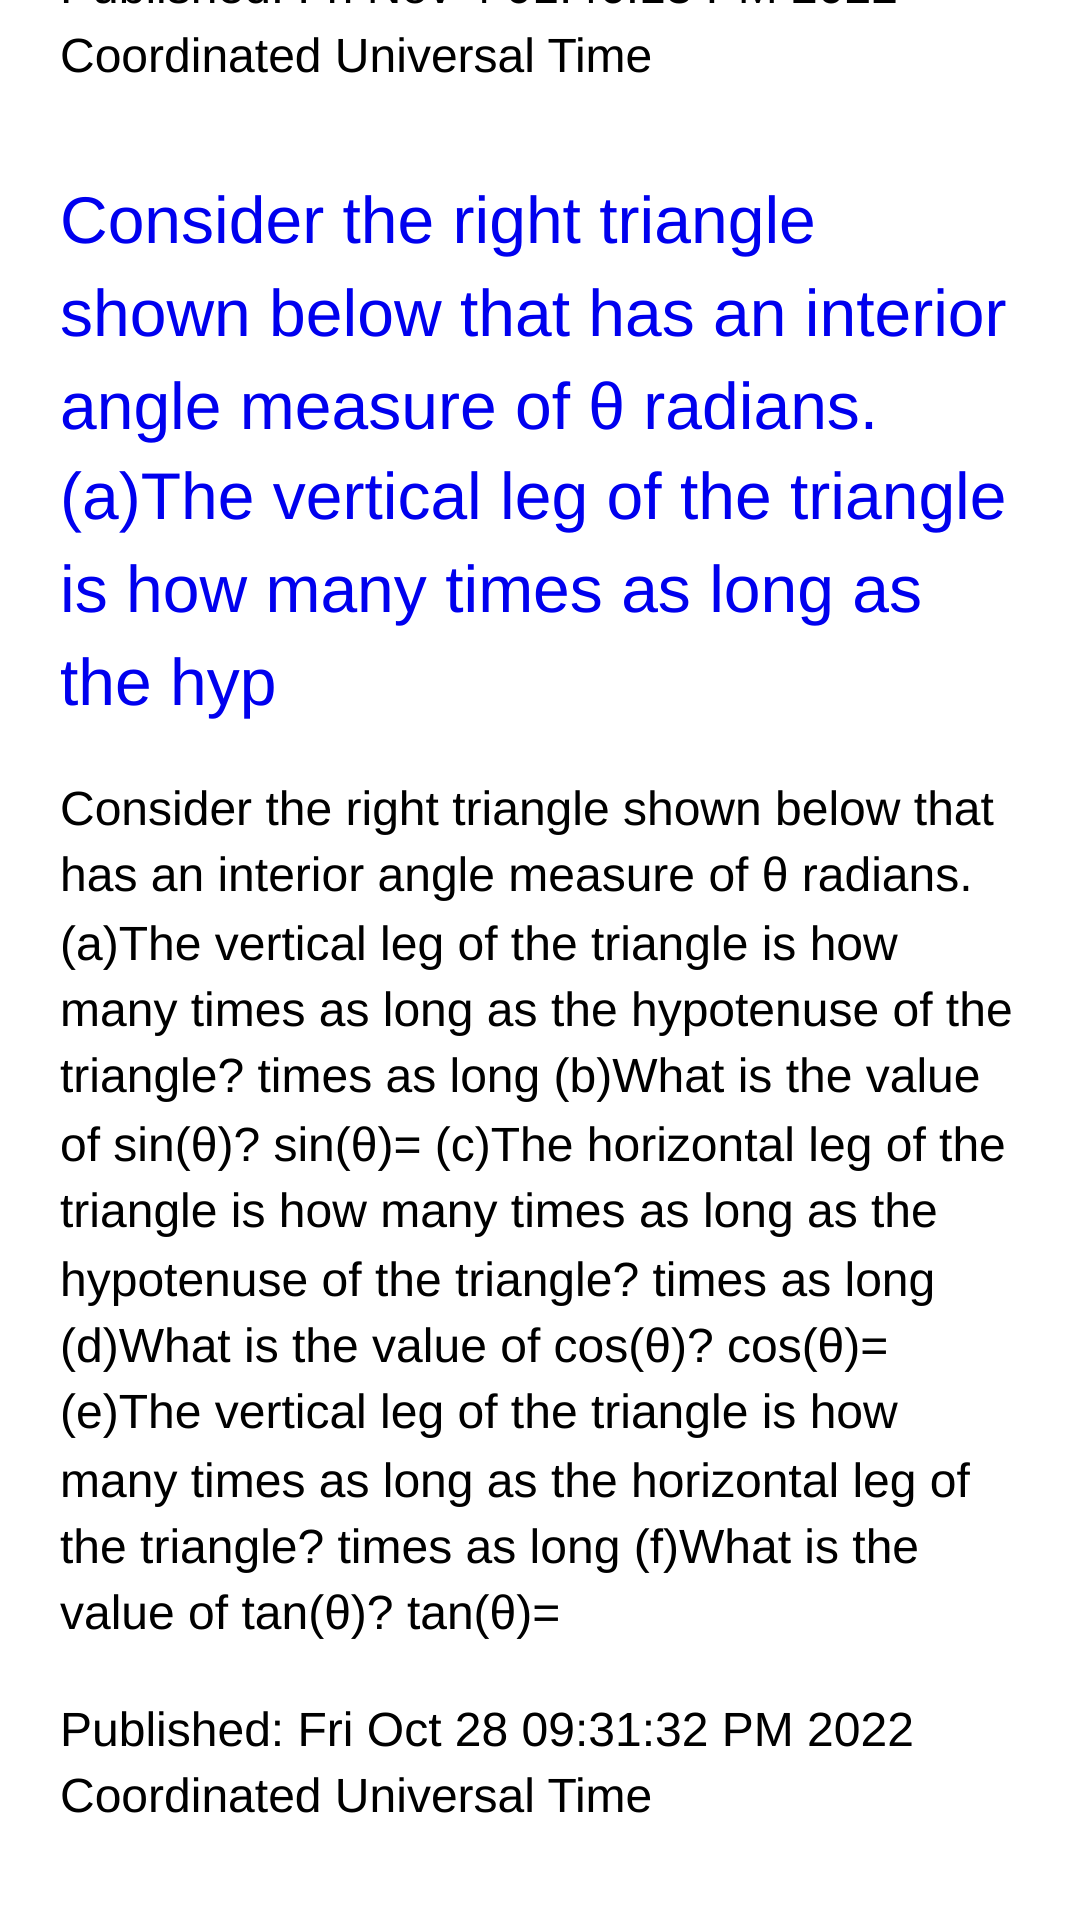 Coordinated Universal Time
Consider the right triangle
shown below that has an interior
angle measure of θ radians.
(a)The vertical leg of the triangle
is how many times as long as
the hyp
Consider the right triangle shown below that
has an interior angle measure of θ radians.
(a)The vertical leg of the triangle is how
many times as long as the hypotenuse of the
triangle? times as long (b)What is the value
of sin(θ)? sin(θ)= (c)The horizontal leg of the
triangle is how many times as long as the
hypotenuse of the triangle? times as long
(d)What is the value of cos(θ)? cos(θ)=
(e)The vertical leg of the triangle is how
many times as long as the horizontal leg of
the triangle? times as long (f)What is the
value of tan(θ)? tan(θ)=
Published: Fri Oct 28 09:31:32 PM 2022
Coordinated Universal Time